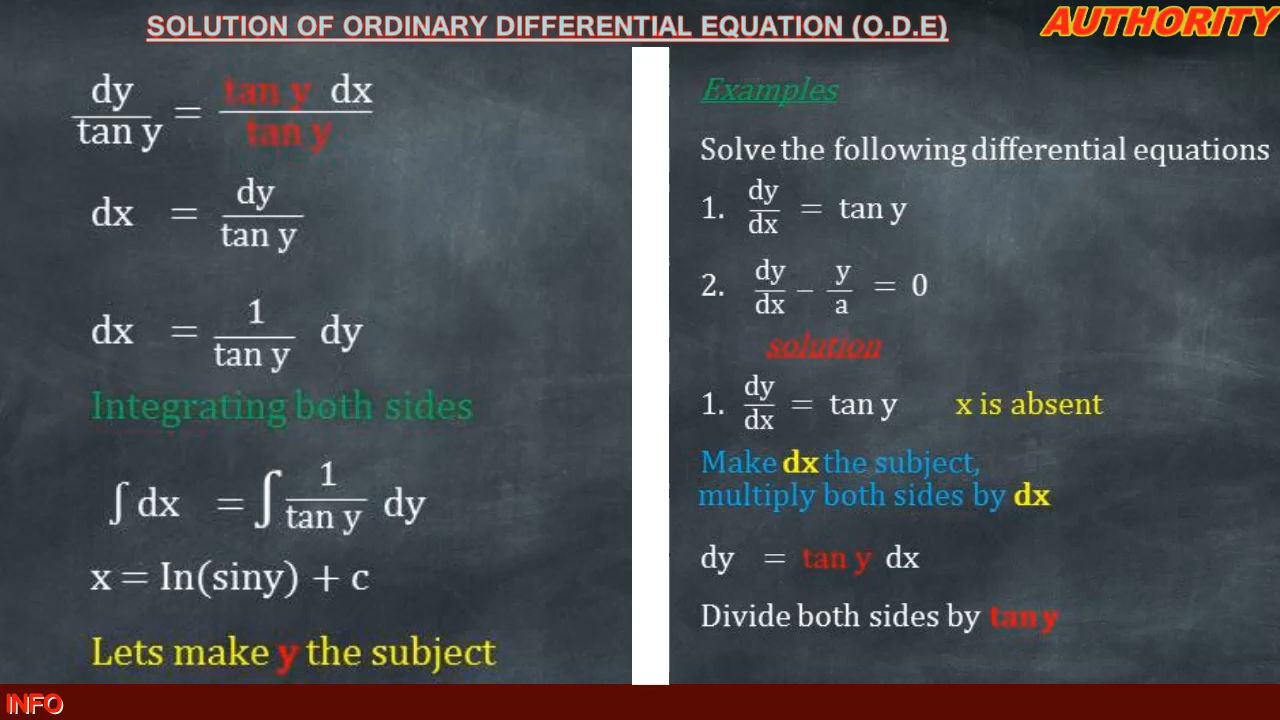 SOLUTION OF ORDINARY DIFFERENTIAL EQUATION (O.D.E)
AUTHORITY
dy/tan y = tan y dx/tan y
dx = dy/tan y
dx = 1/tan y dy
Integrating both sides
∫ dx = ∫ 1/tan y dy
x = In(siny) + c
Lets make y the subject
Examples
Solve the following differential equations
1. dy/dx = tan y
2. dy/dx – y/a = 0
solution
1. dy/dx = tan y x is absent
Make dx the subject,
multiply both sides by dx
dy = tan y dx
Divide both sides by tan y
INFO